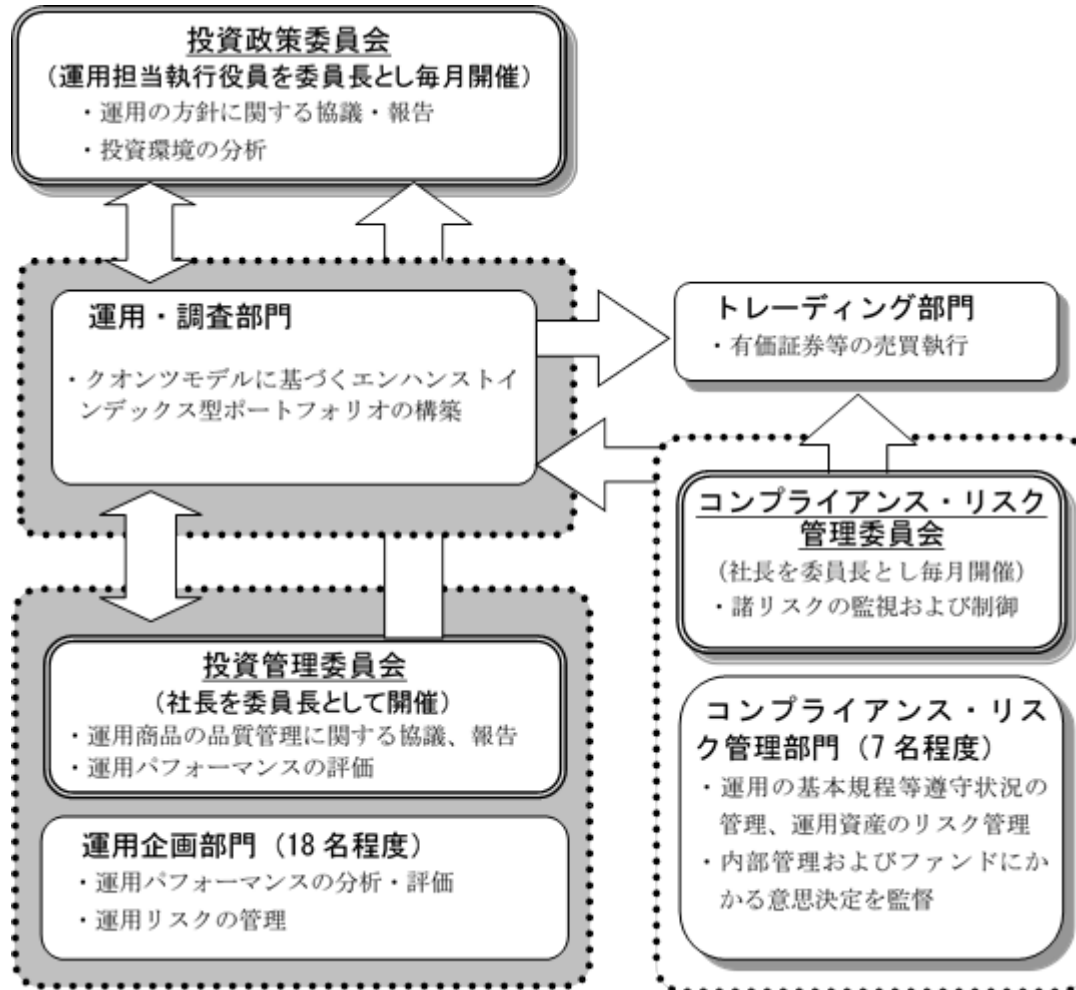 投資政策委員会
(運用担当執行役員を委員長とし毎月開催)
・運用の方針に関する協議・報告
・投資環境の分析
運用・調査部門
・クオンツモデルに基づくエンハンストイ
ンデックス型ポートフォリオの構築
トレーディング部門
・有価証券等の売買執行
コンプライアンス・リスク
管理委員会
(社長を委員長とし毎月開催)
・諸リスクの監視および制御
投資管理委員会
(社長を委員長として開催)
・運用商品の品質管理に関する協議、報告
・運用パフォーマンスの評価
運用企画部門（18 名程度）
・運用パフォーマンスの分析・評価
・運用リスクの管理
コンプライアンス・リス
ク管理部門（7 名程度）
・運用の基本規程等遵守状況の
管理、運用資産のリスク管理
・内部管理およびファンドにか
かる意思決定を監督